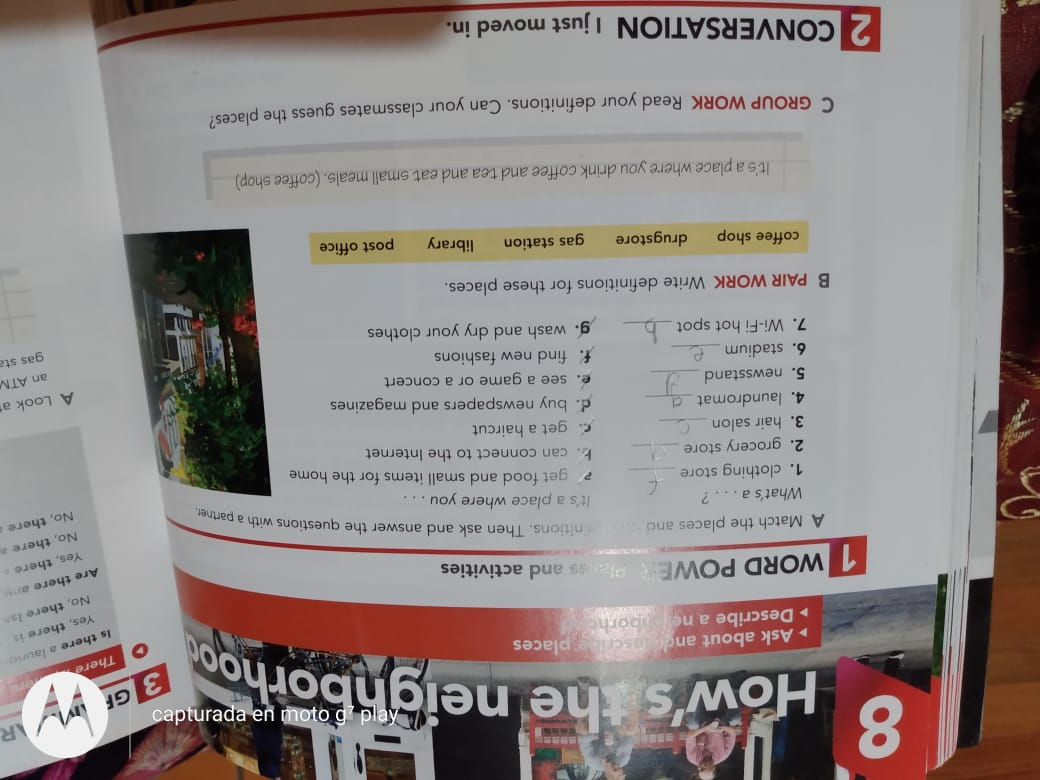 8 How's the neighborhood
▸ Ask about and describe places
▸ Describe a neighborhood
1 WORD POWER Places and activities
A Match the places and definitions. Then ask and answer the questions with a partner.
What's a . . . ?
1. clothing store f
2. grocery store a
3. hair salon c
4. laundromat
5. newsstand
6. stadium e
7. Wi-Fi hot spot b
It's a place where you . . .
a. get food and small items for the home
b. can connect to the Internet
c. get a haircut
d. buy newspapers and magazines
e. see a game or a concert
f. find new fashions
g. wash and dry your clothes
B PAIR WORK Write definitions for these places.
coffee shop drugstore gas station library post office
It's a place where you drink coffee and tea and eat small meals. (coffee shop)
C GROUP WORK Read your definitions. Can your classmates guess the places?
2 CONVERSATION I just moved in.
3
There
Is there a
Yes, there is
No, there
Are there any
Yes, there
No, there
No, there
A Look
an ATM
gas
capturada en moto g⁷ play